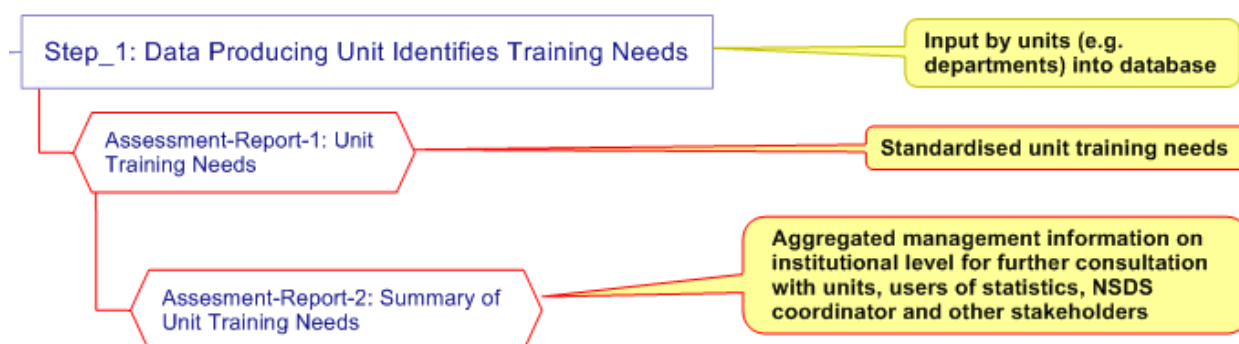 Step_1: Data Producing Unit Identifies Training Needs
Input by units (e.g.
departments) into database
Assessment-Report-1: Unit
Training Needs
Standardised unit training needs
Assesment-Report-2: Summary of
Unit Training Needs
Aggregated management information on
institutional level for further consultation
with units, users of statistics, NSDS
coordinator and other stakeholders